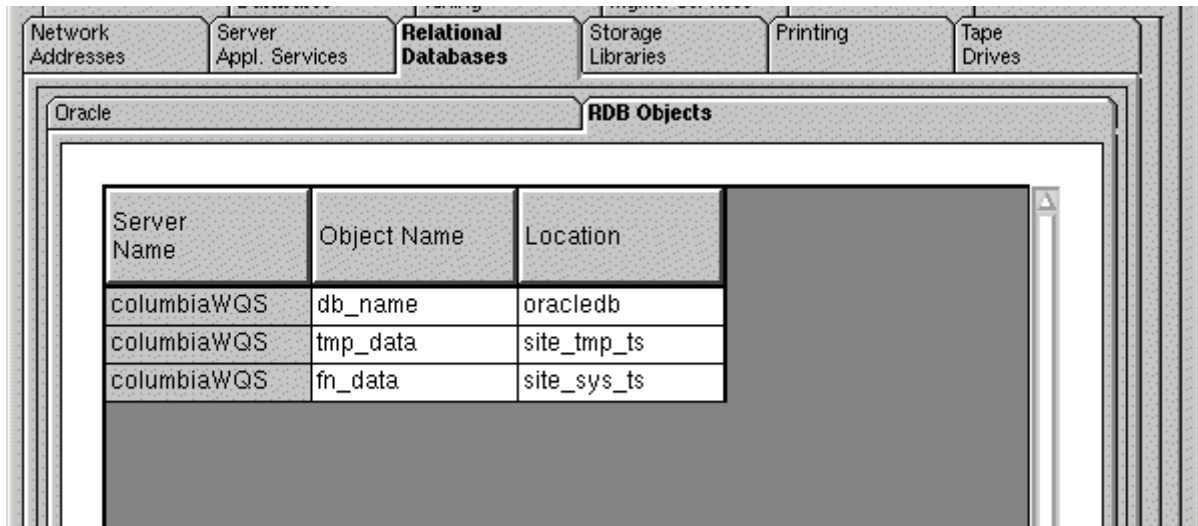 Network Addresses
Server Appl. Services
Relational Databases
Storage Libraries
Printing
Tape Drives
Oracle
RDB Objects
Server Name
Object Name
Location
columbiaWQS db_name oracledb
columbiaWQS tmp_data site_tmp_ts
columbiaWQS fn_data site_sys_ts